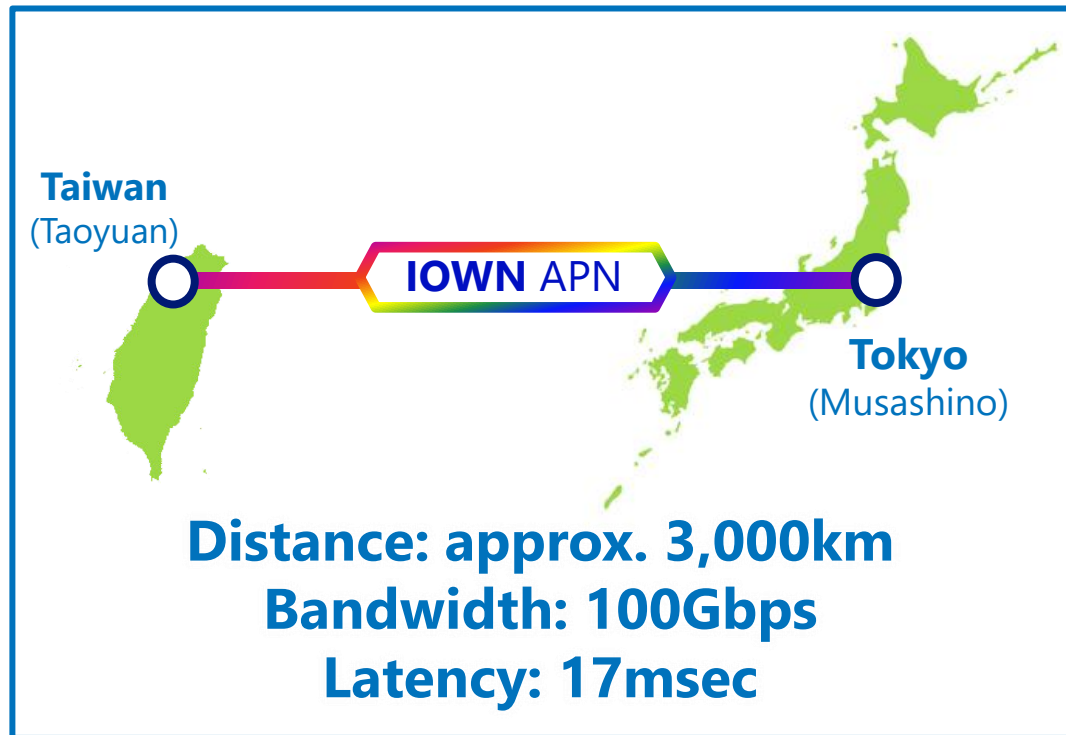 Taiwan
(Taoyuan)
IOWN APN
Tokyo
(Musashino)
Distance: approx. 3,000km
Bandwidth: 100Gbps
Latency: 17msec